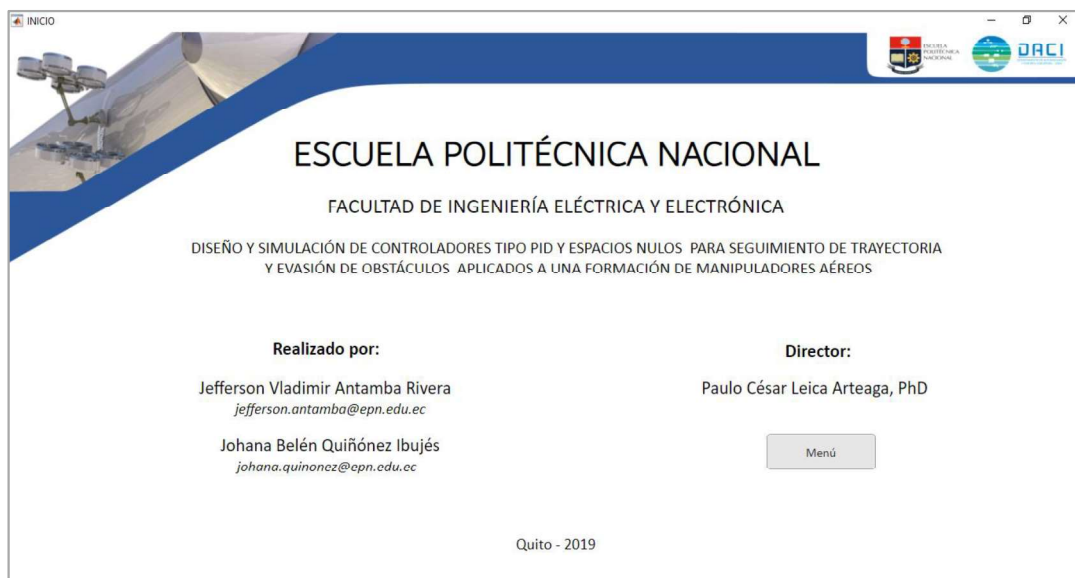 INICIO
ESCUELA
POLITÉCNICA
NACIONAL
DACI
ESCUELA POLITÉCNICA NACIONAL
FACULTAD DE INGENIERÍA ELÉCTRICA Y ELECTRÓNICA
DISEÑO Y SIMULACIÓN DE CONTROLADORES TIPO PID Y ESPACIOS NULOS PARA SEGUIMIENTO DE TRAYECTORIA
Y EVASIÓN DE OBSTÁCULOS APLICADOS A UNA FORMACIÓN DE MANIPULADORES AÉREOS
Realizado por:
Jefferson Vladimir Antamba Rivera
jefferson.antamba@epn.edu.ec
Johana Belén Quiñónez Ibujés
johana.quinonez@epn.edu.ec
Director:
Paulo César Leica Arteaga, PhD
Menú
Quito - 2019